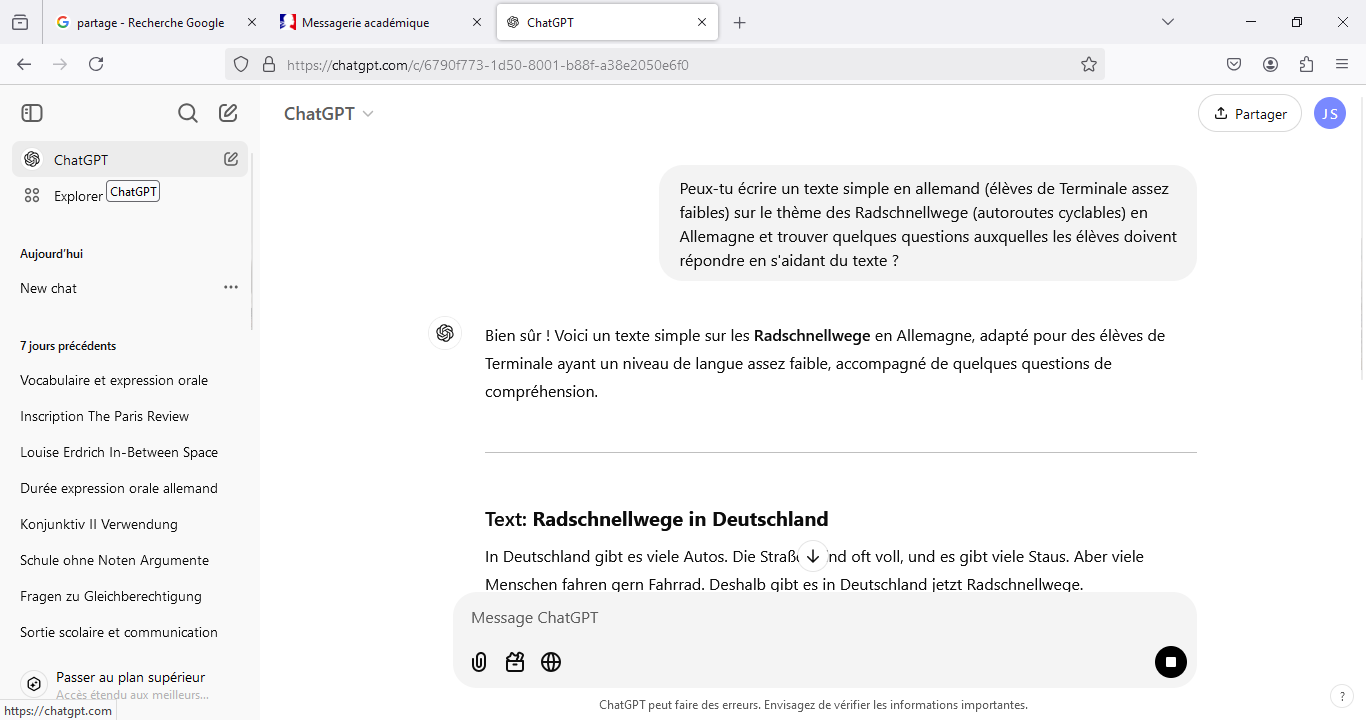 partage - Recherche Google
Messagerie académique
ChatGPT
https://chatgpt.com/c/6790f773-1d50-8001-b88f-a38e2050e6f0
ChatGPT
Partager
JS
ChatGPT
Explorer
ChatGPT
Aujourd'hui
New chat
7 jours précédents
Vocabulaire et expression orale
Inscription The Paris Review
Louise Erdrich In-Between Space
Durée expression orale allemand
Konjunktiv II Verwendung
Schule ohne Noten Argumente
Fragen zu Gleichberechtigung
Sortie scolaire et communication
Passer au plan supérieur
Accès étendu aux meilleurs...
https://chatgpt.com
Peux-tu écrire un texte simple en allemand (élèves de Terminale assez
faibles) sur le thème des Radschnellwege (autoroutes cyclables) en
Allemagne et trouver quelques questions auxquelles les élèves doivent
répondre en s'aidant du texte ?
Bien sûr ! Voici un texte simple sur les Radschnellwege en Allemagne, adapté pour des élèves de
Terminale ayant un niveau de langue assez faible, accompagné de quelques questions de
compréhension.
Text: Radschnellwege in Deutschland
In Deutschland gibt es viele Autos. Die Straß nd oft voll, und es gibt viele Staus. Aber viele
Menschen fahren gern Fahrrad. Deshalb gibt es in Deutschland jetzt Radschnellwege.
Message ChatGPT
ChatGPT peut faire des erreurs. Envisagez de vérifier les informations importantes.
?